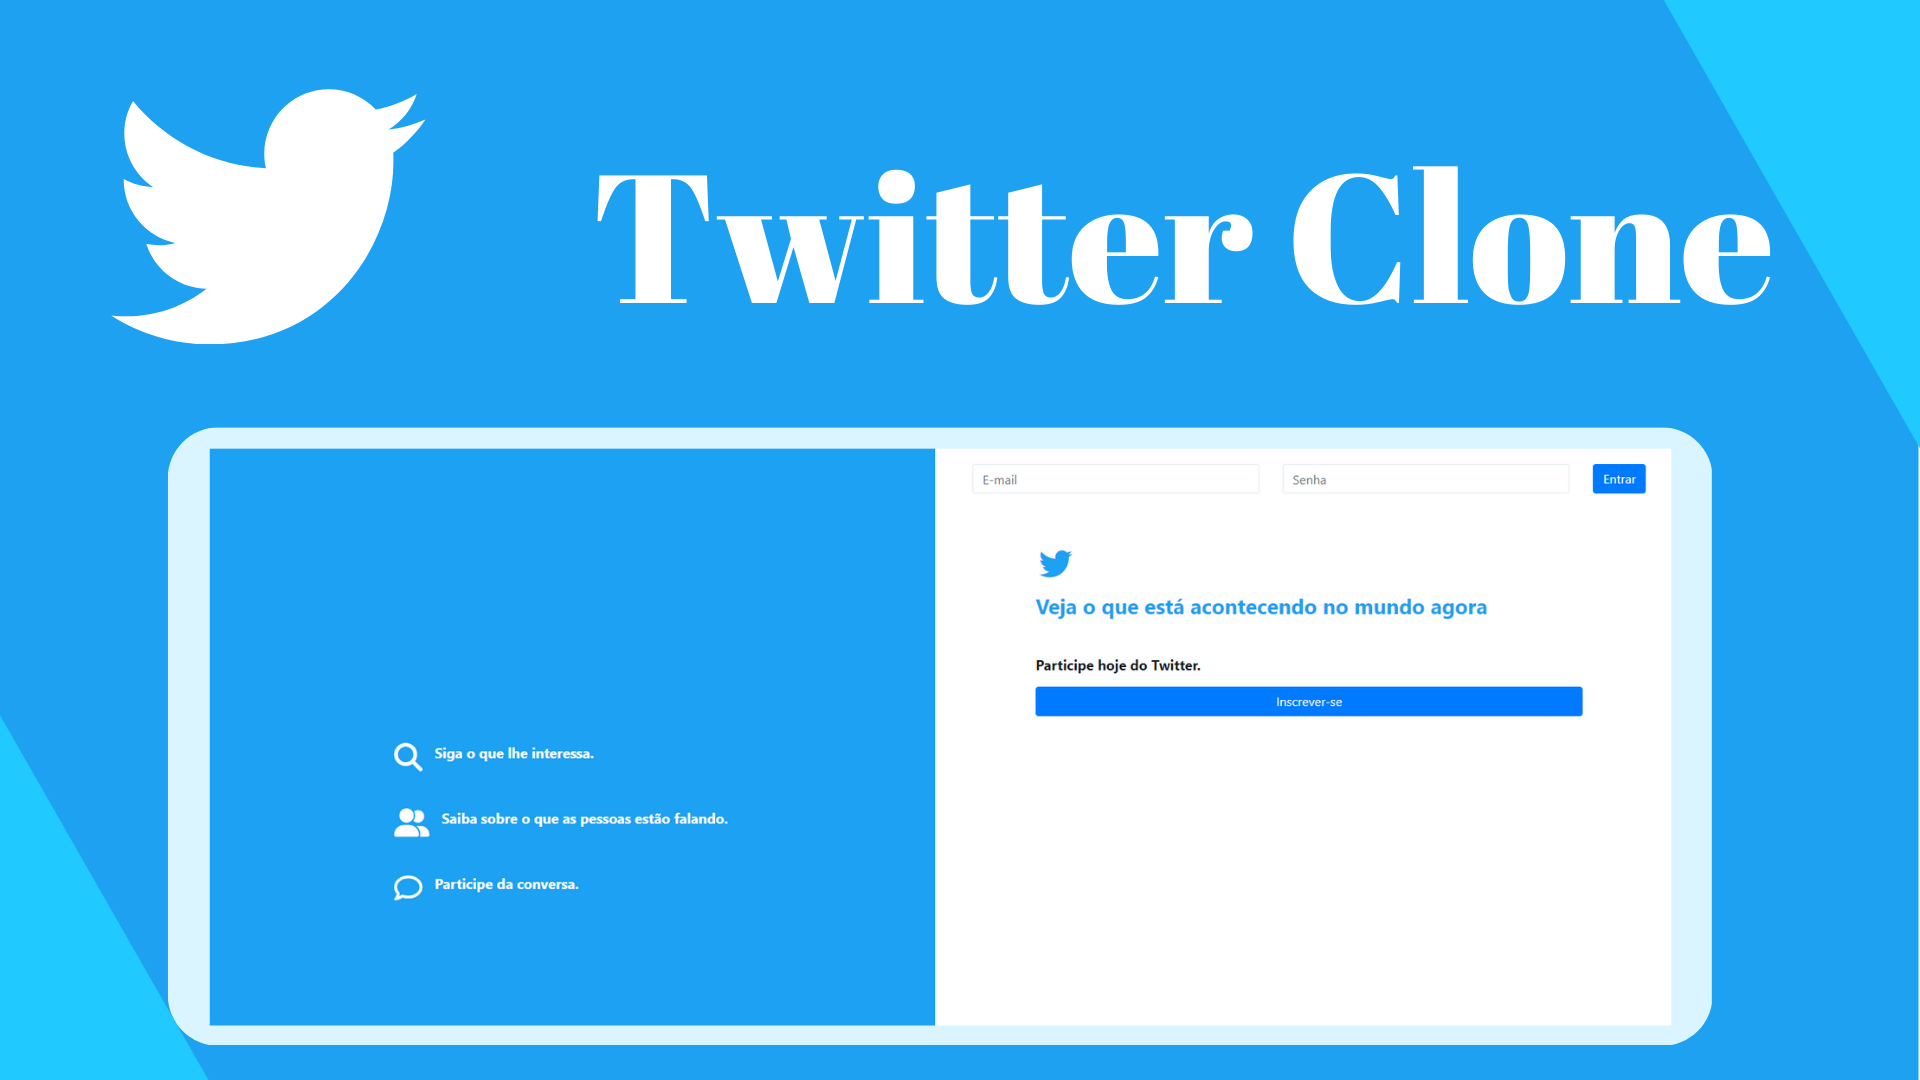 Twitter Clone
E-mail
Senha
Entrar
Veja o que está acontecendo no mundo agora
Participe hoje do Twitter.
Inscrever-se
Siga o que lhe interessa.
Saiba sobre o que as pessoas estão falando.
Participe da conversa.